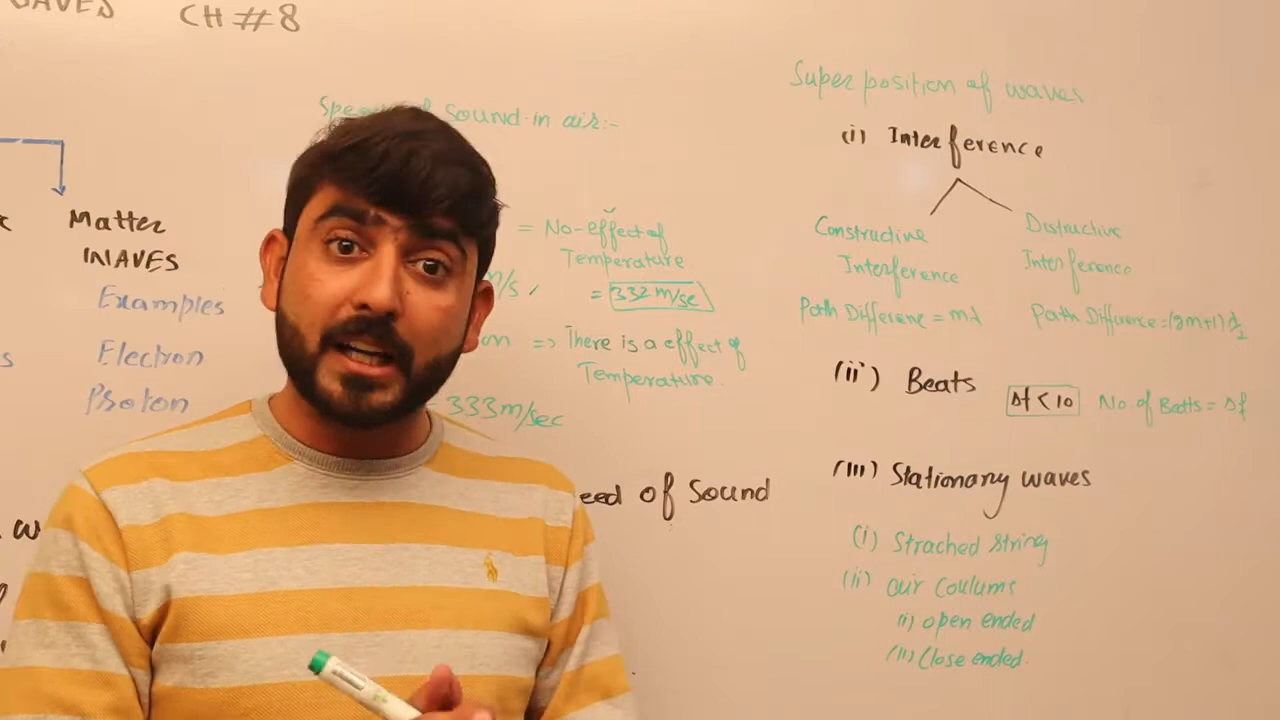 WAVES CH #8
Matter
WAVES
Examples
Electron
Proton
Sound in air:-
= No-effect of
Temperature
m/s, = 332 m/sec
on => There is a effect of
Temperature.
333 m/sec
eed of Sound
Super position of waves
(i) Interference
Constructive
Interference
Path Difference = mλ
Distructive
Interference
Path Difference = (2m+1) λ/2
(ii) Beats Δf < 10 No of Beats = Δf
(iii) Stationary waves
(i) Strached string
(ii) air Coulums
(i) open ended
(ii) Close ended.